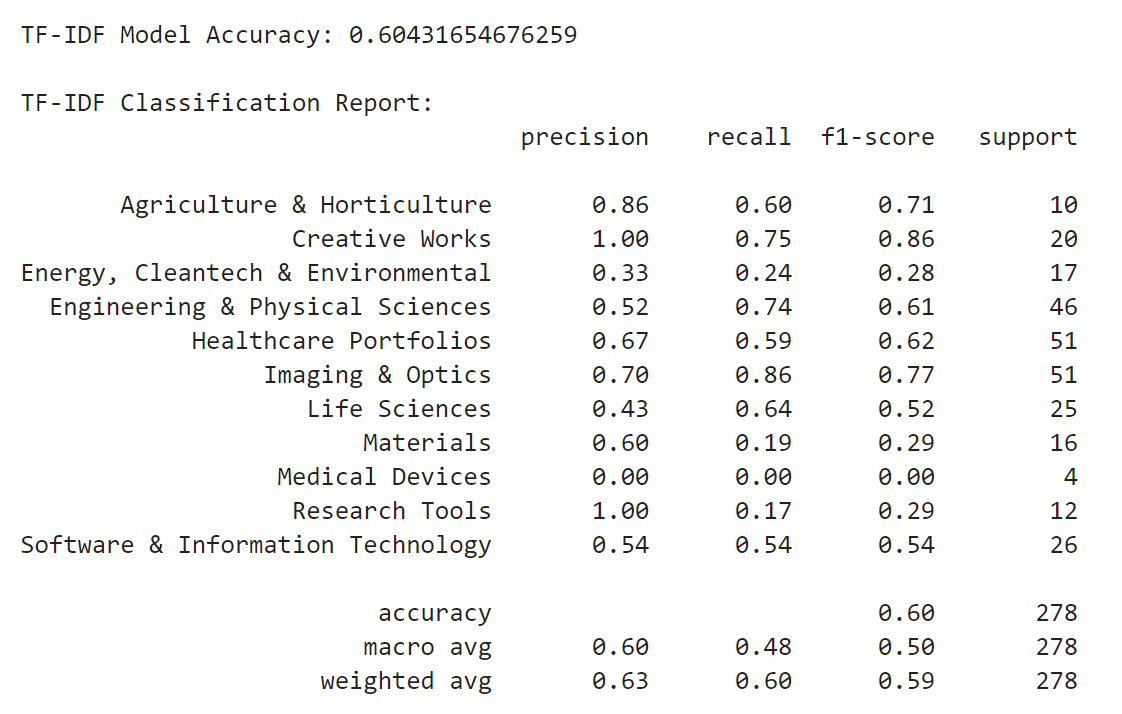 TF-IDF Model Accuracy: 0.60431654676259
TF-IDF Classification Report:
precision recall f1-score support
Agriculture & Horticulture 0.86 0.60 0.71 10
Creative Works 1.00 0.75 0.86 20
Energy, Cleantech & Environmental 0.33 0.24 0.28 17
Engineering & Physical Sciences 0.52 0.74 0.61 46
Healthcare Portfolios 0.67 0.59 0.62 51
Imaging & Optics 0.70 0.86 0.77 51
Life Sciences 0.43 0.64 0.52 25
Materials 0.60 0.19 0.29 16
Medical Devices 0.00 0.00 0.00 4
Research Tools 1.00 0.17 0.29 12
Software & Information Technology 0.54 0.54 0.54 26
accuracy 0.60 278
macro avg 0.60 0.48 0.50 278
weighted avg 0.63 0.60 0.59 278